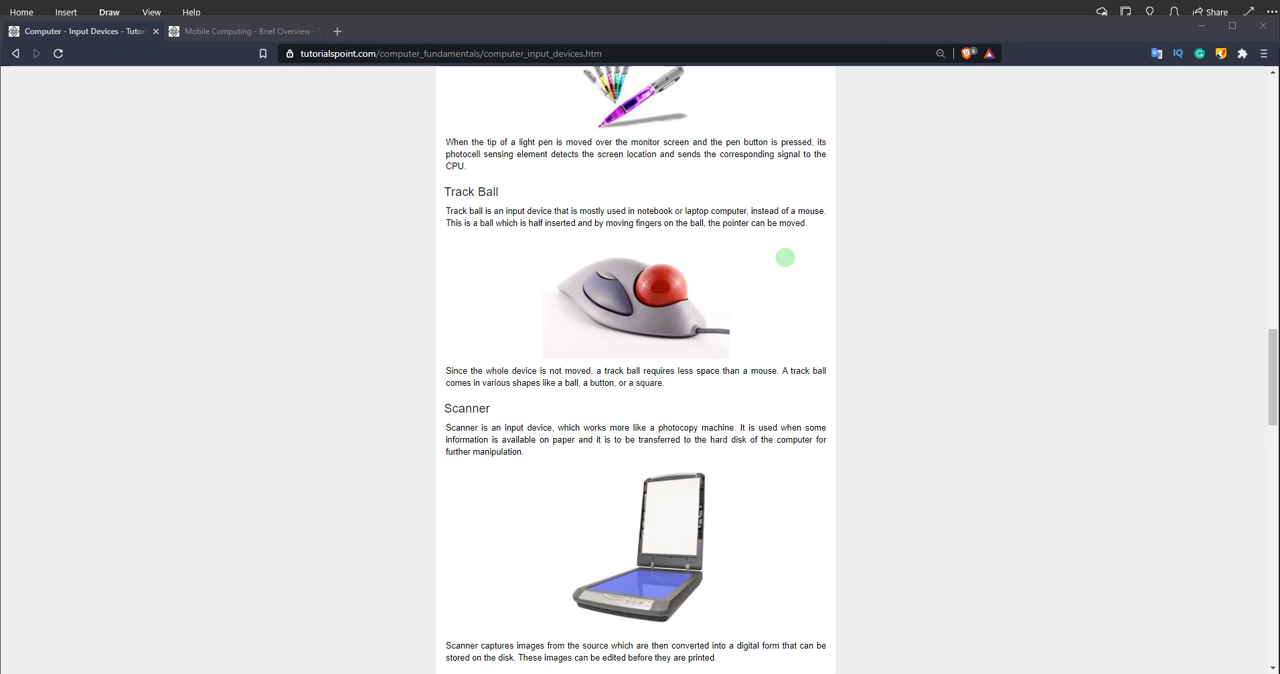 Home Insert Draw View Help Share
Computer - Input Devices - Tutori Mobile Computing - Brief Overview -
tutorialspoint.com/computer_fundamentals/computer_input_devices.htm
When the tip of a light pen is moved over the monitor screen and the pen button is pressed, its
photocell sensing element detects the screen location and sends the corresponding signal to the
CPU.
Track Ball
Track ball is an input device that is mostly used in notebook or laptop computer, instead of a mouse.
This is a ball which is half inserted and by moving fingers on the ball, the pointer can be moved.
Since the whole device is not moved, a track ball requires less space than a mouse. A track ball
comes in various shapes like a ball, a button, or a square.
Scanner
Scanner is an input device, which works more like a photocopy machine. It is used when some
information is available on paper and it is to be transferred to the hard disk of the computer for
further manipulation.
Scanner captures images from the source which are then converted into a digital form that can be
stored on the disk. These images can be edited before they are printed.